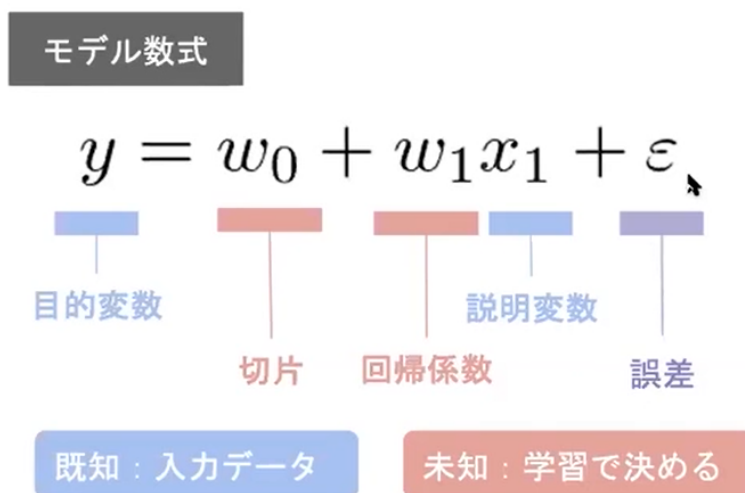 モデル数式
y = w₀ + w₁x₁ + ε
目的変数 説明変数
切片 回帰係数 誤差
既知：入力データ 未知：学習で決める